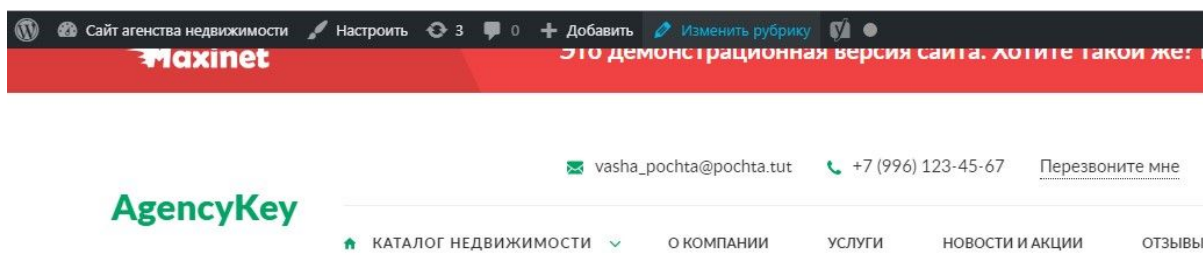 Сайт агенства недвижимости Настроить 3 0 + Добавить Изменить рубрику
Maxinet Это демонстрационная версия сайта. Хотите такой же?
vasha_pochta@pochta.tut +7 (996) 123-45-67 Перезвоните мне
AgencyKey
КАТАЛОГ НЕДВИЖИМОСТИ О КОМПАНИИ УСЛУГИ НОВОСТИ И АКЦИИ ОТЗЫВЫ